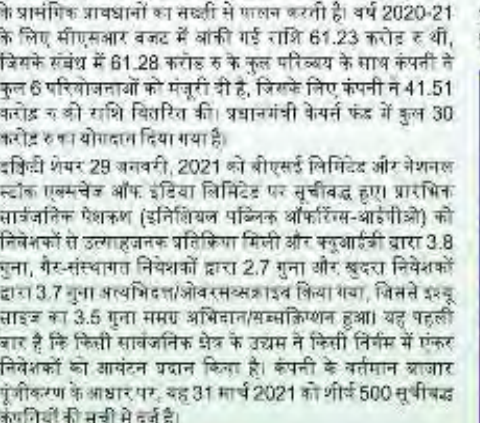 के प्रासंगिक प्रावधानों का सख्ती से पालन करती है। वर्ष 2020-21
के लिए सीएसआर बजट में आंकी गई राशि 61.23 करोड़ रु थी,
जिसके संबंध में 61.28 करोड़ रु के कुल परिव्यय के साथ कंपनी ने
कुल 6 परियोजनाओं को मंजूरी दी है, जिसके लिए कंपनी ने 41.51
करोड़ रु की राशि वितरित की। प्रधानमंत्री केयर्स फंड में कुल 30
करोड़ रु का योगदान दिया गया है।
इक्विटी शेयर 29 जनवरी, 2021 को बीएसई लिमिटेड और नेशनल
स्टॉक एक्सचेंज ऑफ इंडिया लिमिटेड पर सूचीबद्ध हुए। प्रारंभिक
सार्वजनिक पेशकश (इनिशियल पब्लिक ऑफरिंग्स-आईपीओ) को
निवेशकों से उत्साहजनक प्रतिक्रिया मिली और क्यूआईबी द्वारा 3.8
गुना, गैर-संस्थागत निवेशकों द्वारा 2.7 गुना और खुदरा निवेशकों
द्वारा 3.7 गुना अत्यभिदत्त/ओवरसब्सक्राइब किया गया, जिससे इश्यू
साइज का 3.5 गुना समग्र अभिदान/सब्सक्रिप्शन हुआ। यह पहली
बार है कि किसी सार्वजनिक क्षेत्र के उद्यम ने किसी निर्गम में एंकर
निवेशकों को आवंटन प्रदान किया है। कंपनी के वर्तमान बाजार
पूंजीकरण के आधार पर, यह 31 मार्च 2021 को शीर्ष 500 सूचीबद्ध
कंपनियों की सूची में दर्ज है।